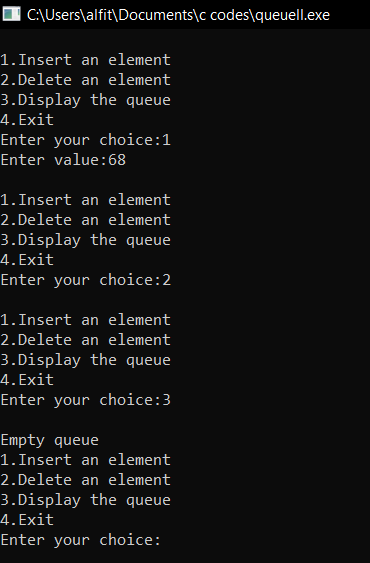 C:\Users\alfit\Documents\c codes\queuell.exe
1.Insert an element
2.Delete an element
3.Display the queue
4.Exit
Enter your choice:1
Enter value:68
1.Insert an element
2.Delete an element
3.Display the queue
4.Exit
Enter your choice:2
1.Insert an element
2.Delete an element
3.Display the queue
4.Exit
Enter your choice:3
Empty queue
1.Insert an element
2.Delete an element
3.Display the queue
4.Exit
Enter your choice: